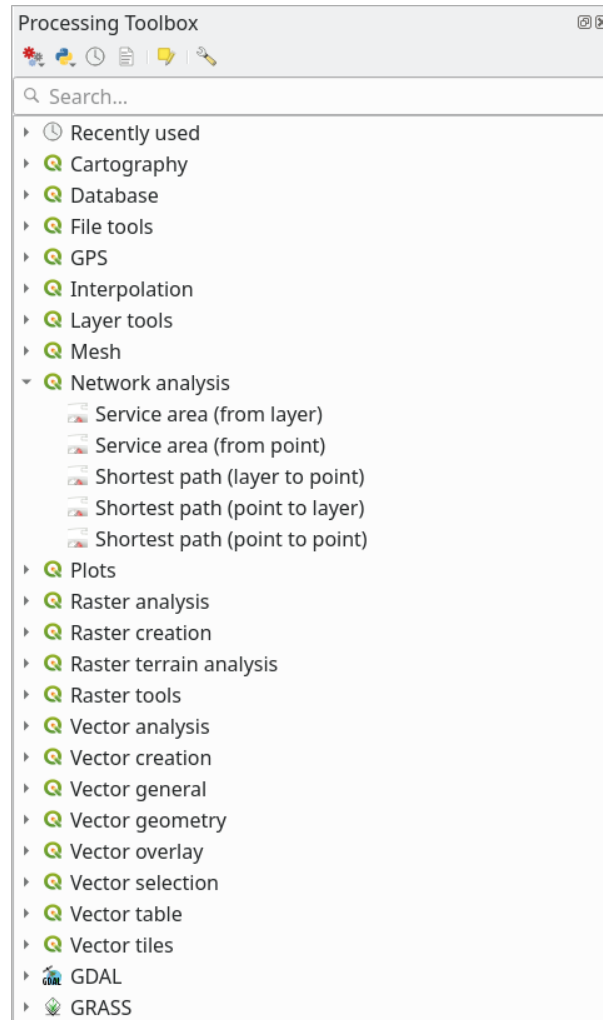 Processing Toolbox
Search...
Recently used
Cartography
Database
File tools
GPS
Interpolation
Layer tools
Mesh
Network analysis
Service area (from layer)
Service area (from point)
Shortest path (layer to point)
Shortest path (point to layer)
Shortest path (point to point)
Plots
Raster analysis
Raster creation
Raster terrain analysis
Raster tools
Vector analysis
Vector creation
Vector general
Vector geometry
Vector overlay
Vector selection
Vector table
Vector tiles
GDAL GDAL
GRASS